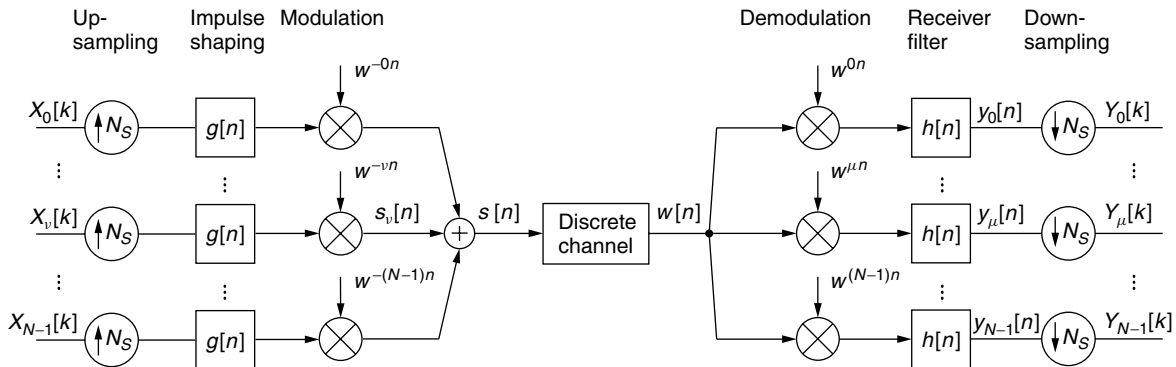 Up-
sampling
Impulse
shaping
Modulation
Demodulation
Receiver
filter
Down-
sampling
w^{-0n}
w^{0n}
X_0[k]
↑N_S
g[n]
h[n]
y_0[n]
↓N_S
Y_0[k]
w^{-νn}
w^{μn}
X_ν[k]
↑N_S
g[n]
s_ν[n]
+
s[n]
Discrete
channel
w[n]
h[n]
y_μ[n]
↓N_S
Y_μ[k]
w^{-(N-1)n}
w^{(N-1)n}
X_{N-1}[k]
↑N_S
g[n]
h[n]
y_{N-1}[n]
↓N_S
Y_{N-1}[k]